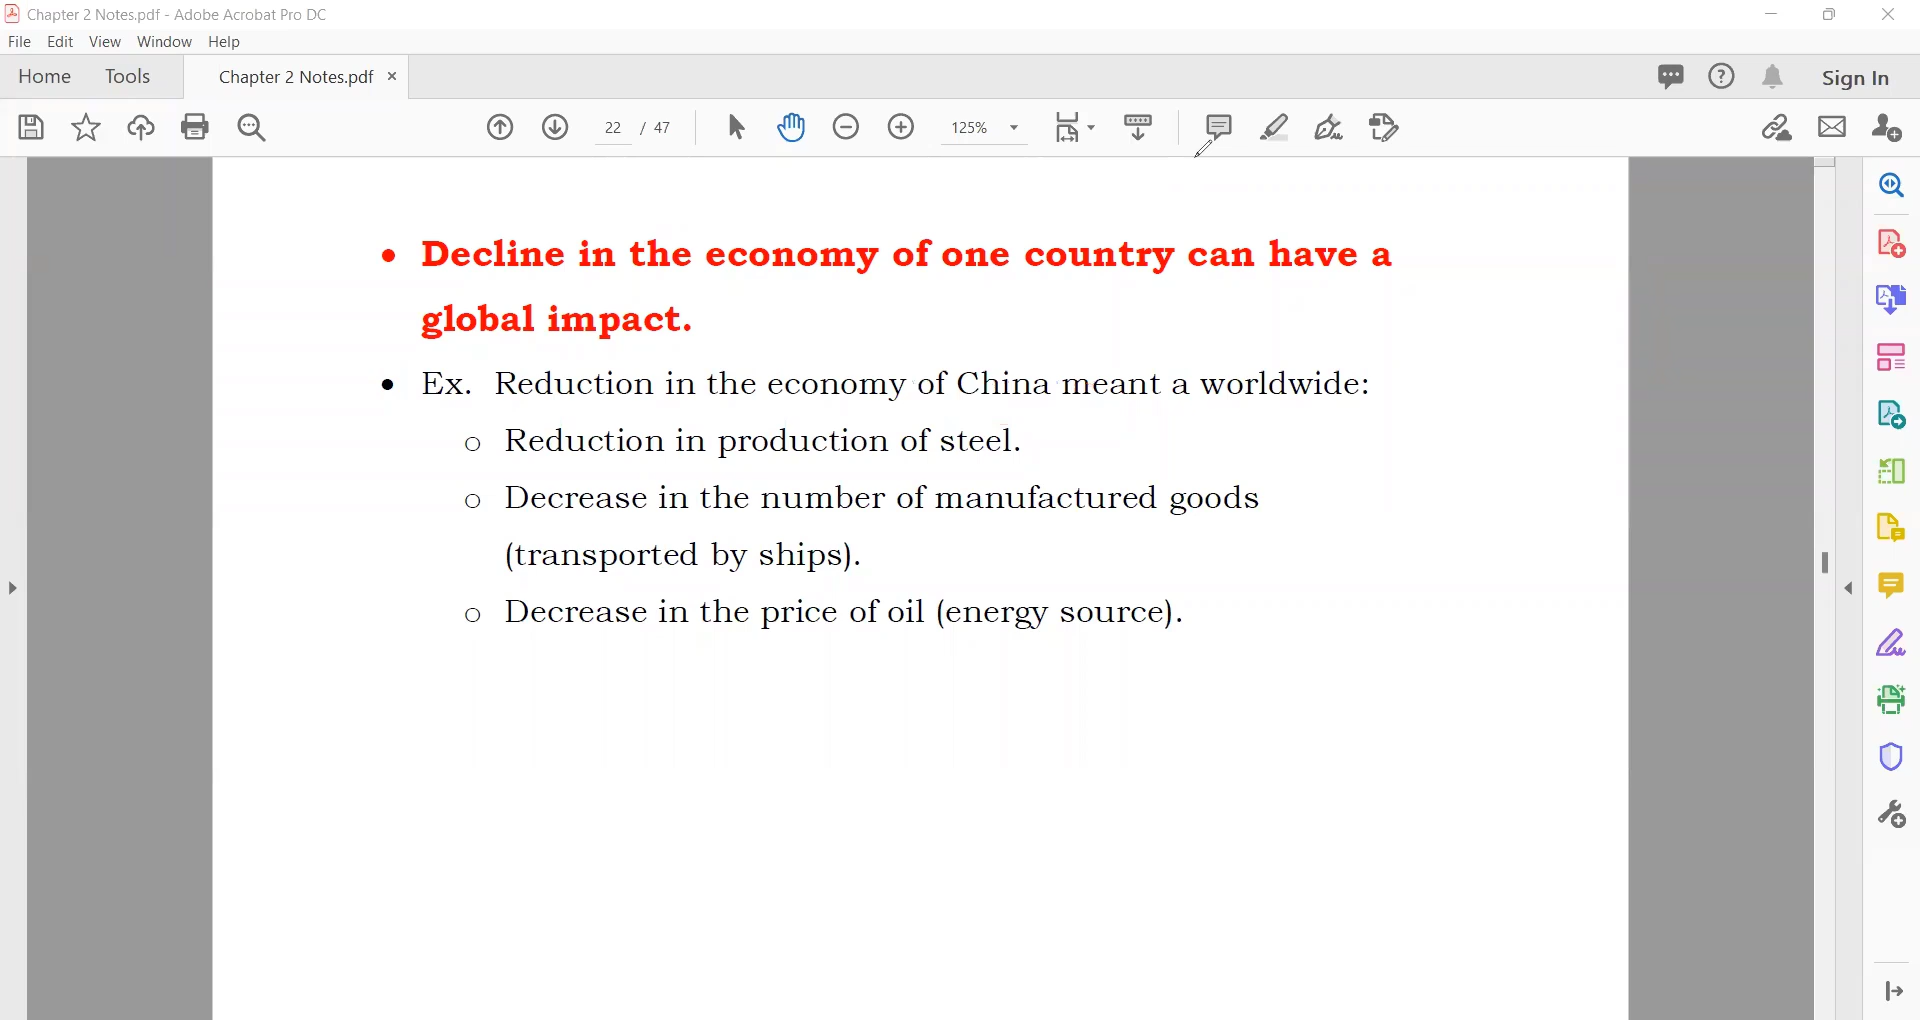 Chapter 2 Notes.pdf - Adobe Acrobat Pro DC
File Edit View Window Help
Home Tools Chapter 2 Notes.pdf × Sign In
22 / 47 125%
• Decline in the economy of one country can have a
global impact.
• Ex. Reduction in the economy of China meant a worldwide:
o Reduction in production of steel.
o Decrease in the number of manufactured goods
(transported by ships).
o Decrease in the price of oil (energy source).